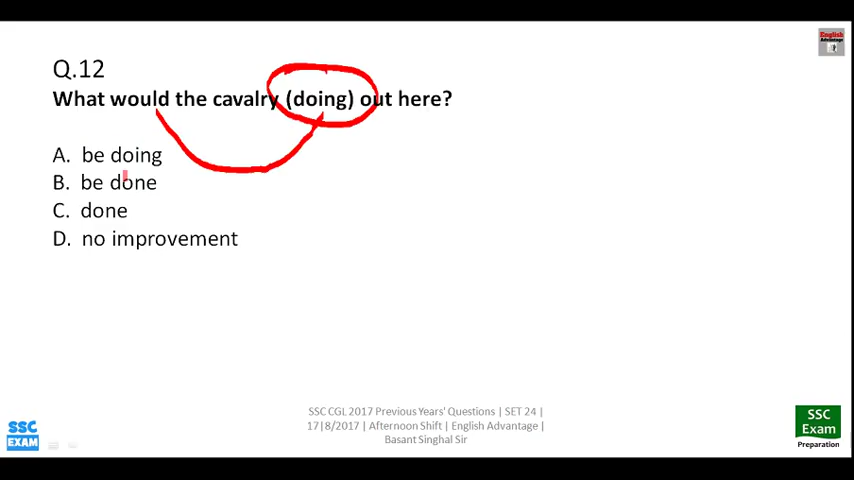 English
Advantage
Q.12
What would the cavalry (doing) out here?
A. be doing
B. be done
C. done
D. no improvement
SSC CGL 2017 Previous Years' Questions | SET 24 |
17|8/2017 | Afternoon Shift | English Advantage |
Basant Singhal Sir
SSC
EXAM
SSC
Exam
Preparation